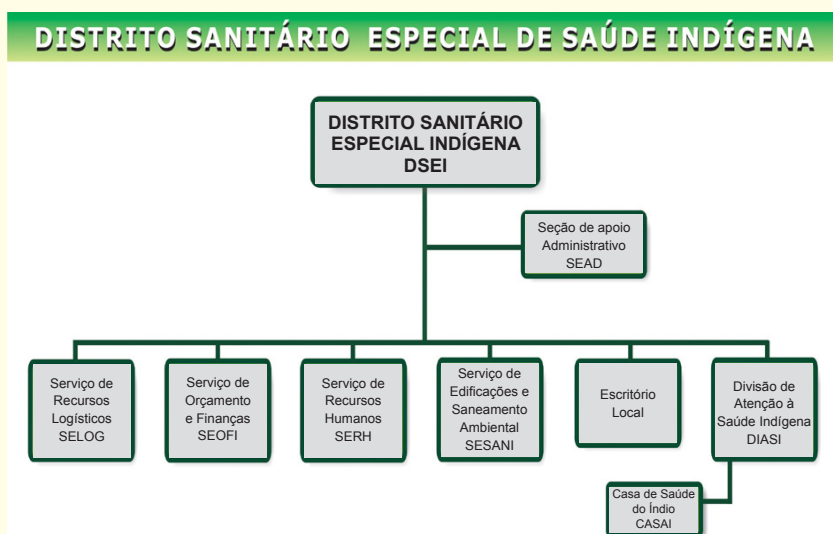 DISTRITO SANITÁRIO ESPECIAL DE SAÚDE INDÍGENA
DISTRITO SANITÁRIO
ESPECIAL INDÍGENA
DSEI
Seção de apoio
Administrativo
SEAD
Serviço de
Recursos
Logísticos
SELOG
Serviço de
Orçamento
e Finanças
SEOFI
Serviço de
Recursos
Humanos
SERH
Serviço de
Edificações e
Saneamento
Ambiental
SESANI
Escritório
Local
Divisão de
Atenção à
Saúde Indígena
DIASI
Casa de Saúde
do Índio
CASAI